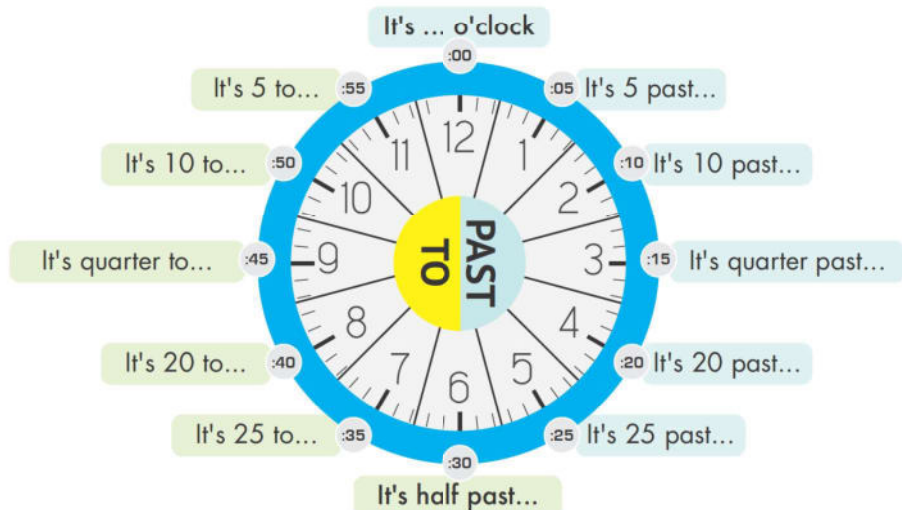 It's ... o'clock
:00
:55
It's 5 to...
:05
It's 5 past...
:50
It's 10 to...
:10
It's 10 past...
:45
It's quarter to...
:15
It's quarter past...
:40
It's 20 to...
:20
It's 20 past...
:35
It's 25 to...
:25
It's 25 past...
:30
It's half past...
12
1
2
3
4
5
6
7
8
9
10
11
PAST
TO